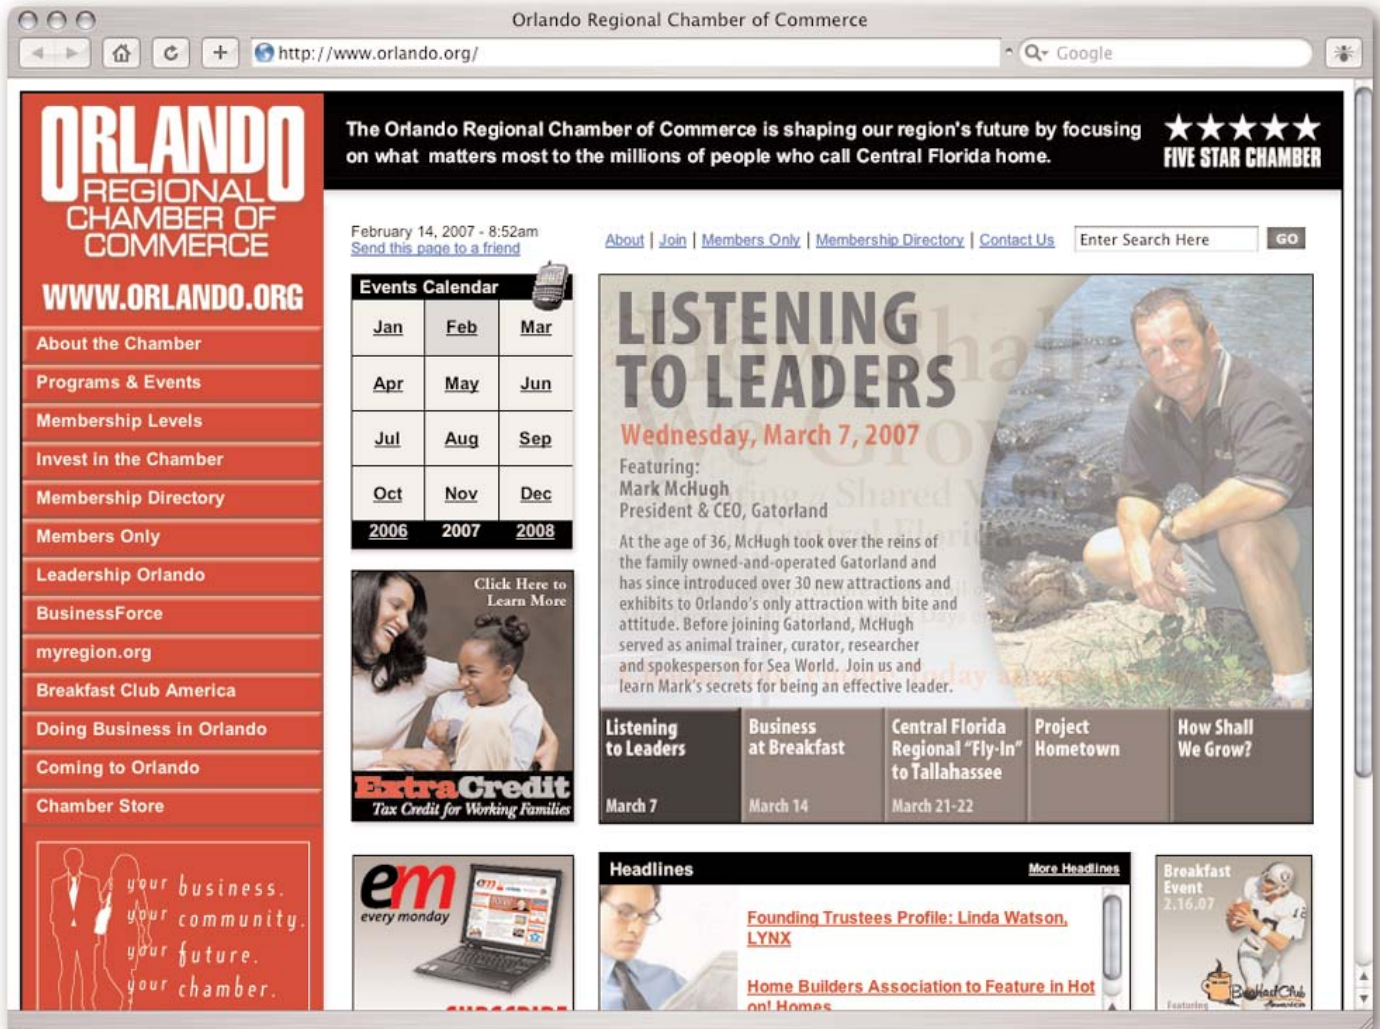 Orlando Regional Chamber of Commerce
http://www.orlando.org/
Google
ORLANDO
REGIONAL
CHAMBER OF
COMMERCE
WWW.ORLANDO.ORG
The Orlando Regional Chamber of Commerce is shaping our region's future by focusing
on what matters most to the millions of people who call Central Florida home.
FIVE STAR CHAMBER
February 14, 2007 - 8:52am
Send this page to a friend
About | Join | Members Only | Membership Directory | Contact Us
Enter Search Here
GO
About the Chamber
Programs & Events
Membership Levels
Invest in the Chamber
Membership Directory
Members Only
Leadership Orlando
BusinessForce
myregion.org
Breakfast Club America
Doing Business in Orlando
Coming to Orlando
Chamber Store
your business.
your community.
your future.
your chamber.
Events Calendar
Jan Feb Mar
Apr May Jun
Jul Aug Sep
Oct Nov Dec
2006 2007 2008
Click Here to
Learn More
ExtraCredit
Tax Credit for Working Families
em
every monday
SUBSCRIBE
LISTENING
TO LEADERS
Wednesday, March 7, 2007
Featuring:
Mark McHugh
President & CEO, Gatorland
At the age of 36, McHugh took over the reins of
the family owned-and-operated Gatorland and
has since introduced over 30 new attractions and
exhibits to Orlando's only attraction with bite and
attitude. Before joining Gatorland, McHugh
served as animal trainer, curator, researcher
and spokesperson for Sea World. Join us and
learn Mark's secrets for being an effective leader.
How Shall
We Grow
a Shared
Listening
to Leaders
March 7
Business
at Breakfast
March 14
Central Florida
Regional "Fly-In"
to Tallahassee
March 21-22
Project
Hometown
How Shall
We Grow?
Headlines
More Headlines
Founding Trustees Profile: Linda Watson,
LYNX
Home Builders Association to Feature in Hot
on! Homes
Breakfast
Event
2.16.07
12
Breakfast Club
America
Featuring